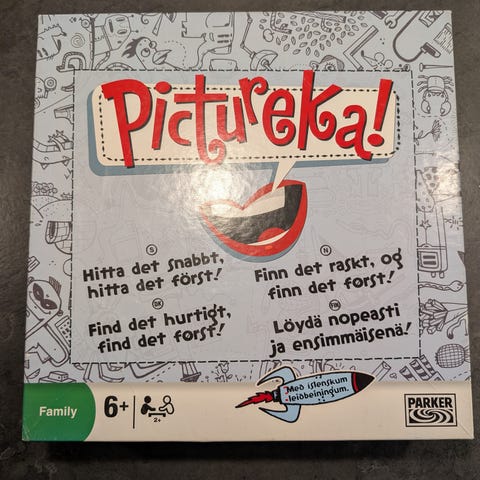 Pictureka!
S
Hitta det snabbt,
hitta det först!
N
Finn det raskt, og
finn det først!
DK
Find det hurtigt,
find det først!
FIN
Löydä nopeasti
ja ensimmäisenä!
Family
6+
2+
Með íslenskum
leiðbeiningum.
PARKER